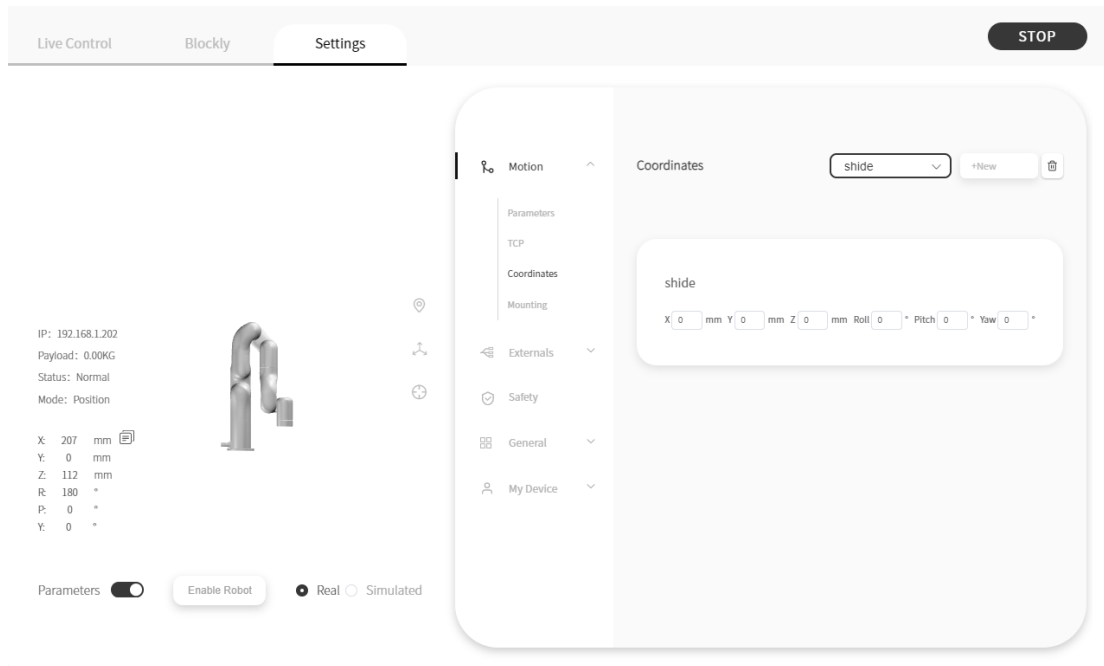 Live Control Blockly Settings STOP
Motion
Parameters
TCP
Coordinates
Mounting
Externals
Safety
General
My Device
Coordinates shide +New
shide
X 0 mm Y 0 mm Z 0 mm Roll 0 ° Pitch 0 ° Yaw 0 °
IP: 192.168.1.202
Payload: 0.00KG
Status: Normal
Mode: Position
X: 207 mm
Y: 0 mm
Z: 112 mm
R: 180 °
P: 0 °
Y: 0 °
Parameters Enable Robot Real Simulated